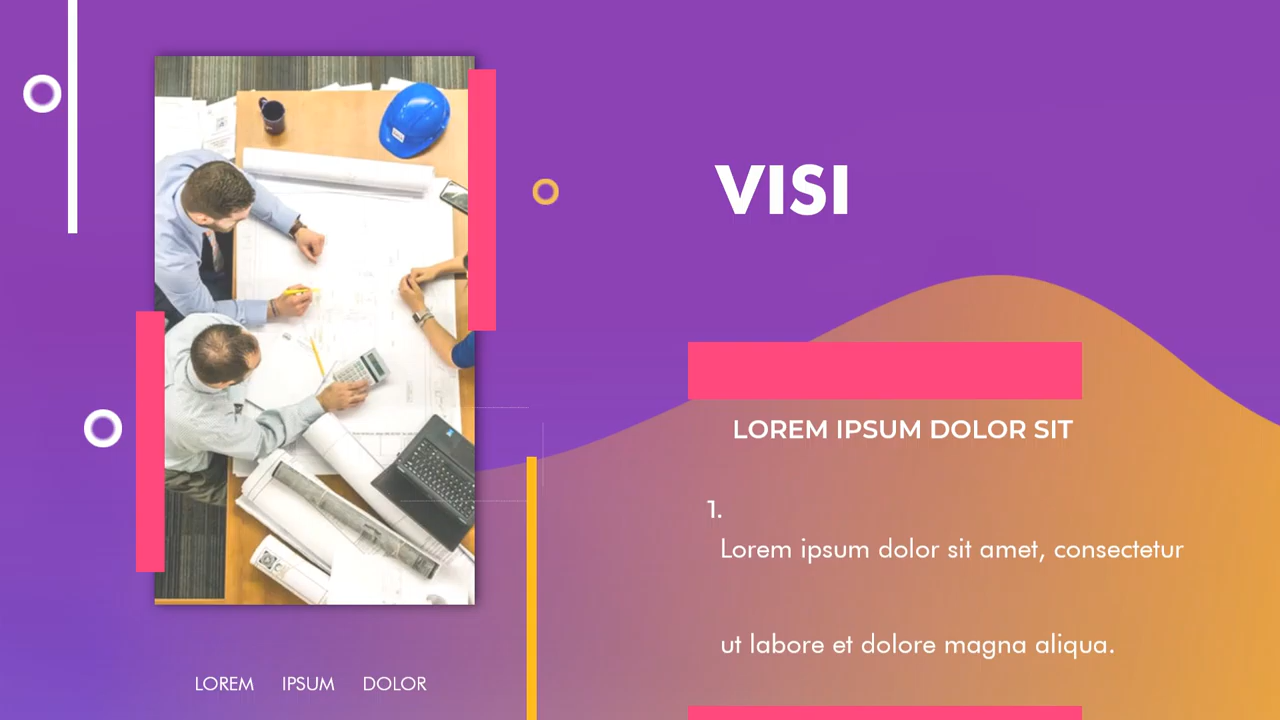 VISI
LOREM IPSUM DOLOR SIT
1.
Lorem ipsum dolor sit amet, consectetur
ut labore et dolore magna aliqua.
LOREM IPSUM DOLOR